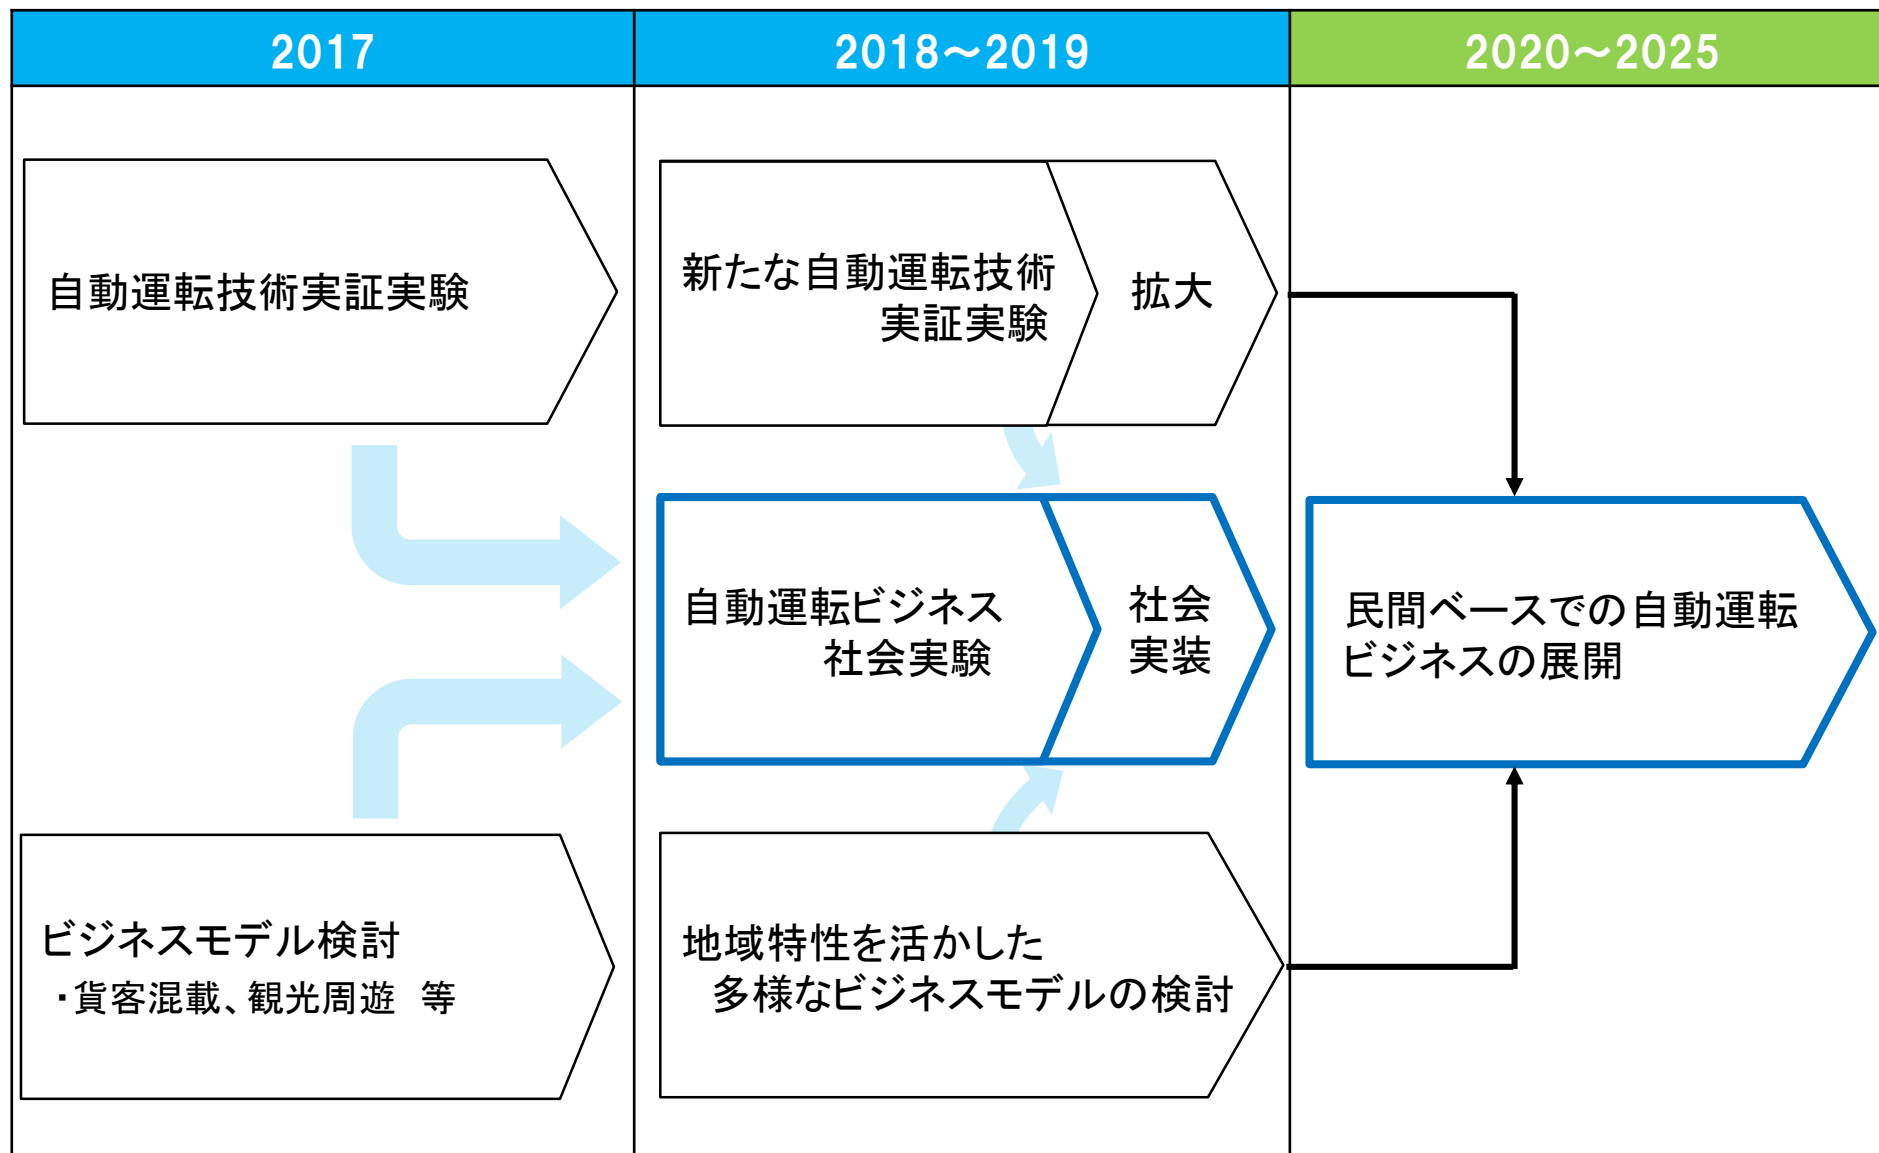 2017
2018～2019
2020～2025
自動運転技術実証実験
新たな自動運転技術
実証実験
拡大
自動運転ビジネス
社会実験
社会
実装
民間ベースでの自動運転
ビジネスの展開
ビジネスモデル検討
・貨客混載、観光周遊　等
地域特性を活かした
多様なビジネスモデルの検討